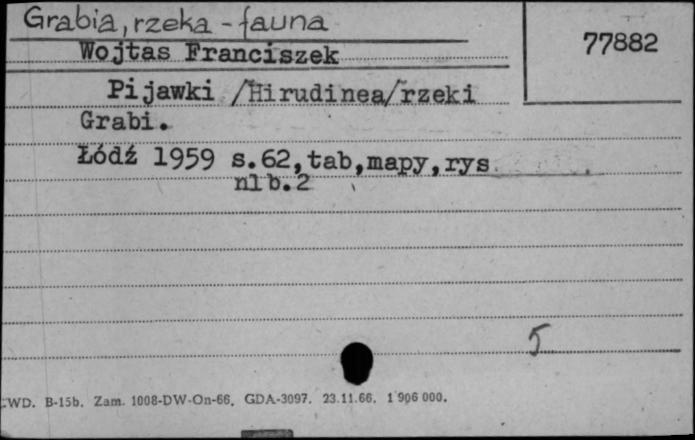 Grabia, rzeka - fauna
77882
Wojtas Franciszek
Pijawki /Hirudinea/rzeki
Grabi.
Łódź 1959 s.62,tab,mapy,rys
nlb.2
5
WD. B-15b. Zam. 1008-DW-On-66. GDA-3097. 23.11.66. 1 906 000.